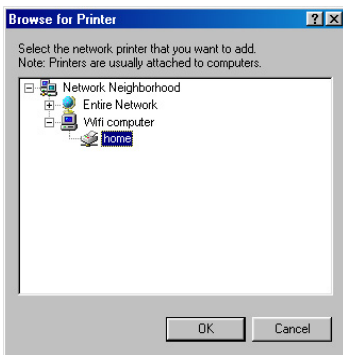 Browse for Printer
Select the network printer that you want to add.
Note: Printers are usually attached to computers.
Network Neighborhood
Entire Network
Wifi computer
home
OK Cancel